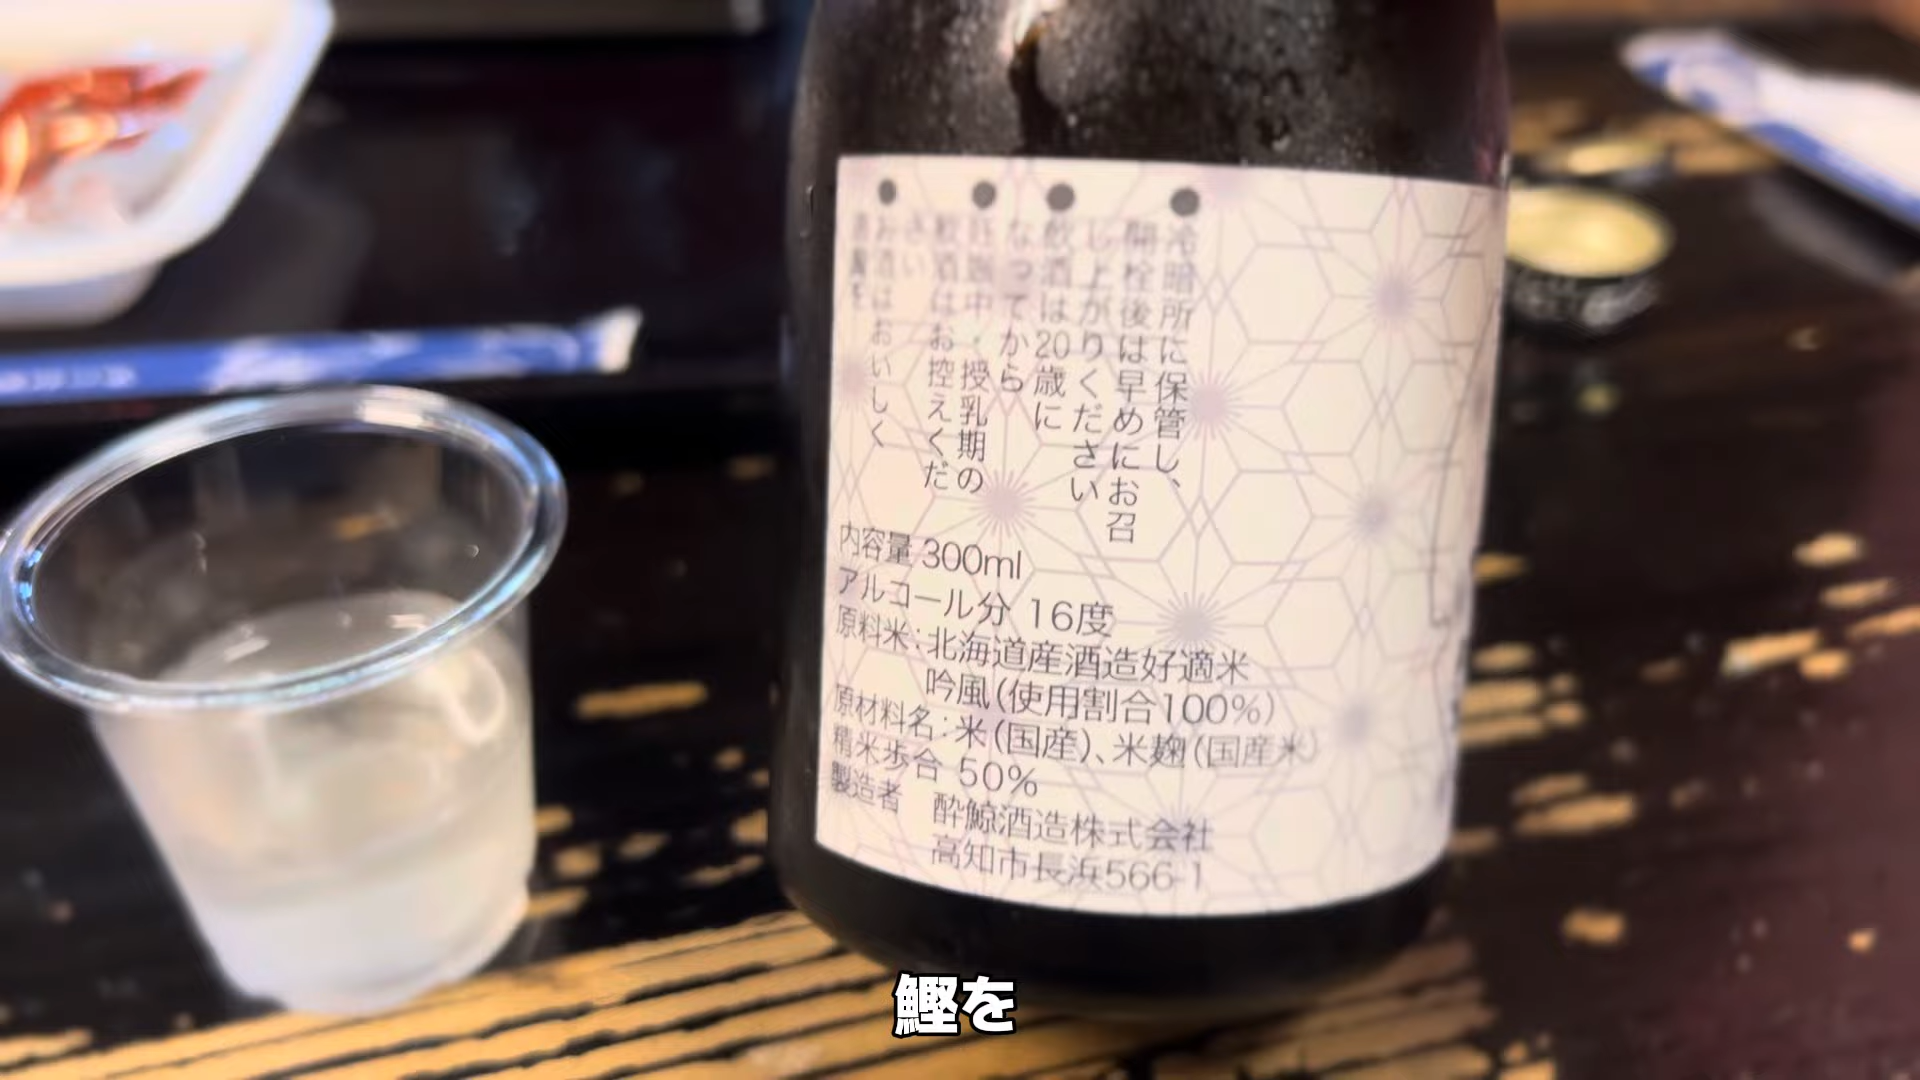 冷暗所に保管し、
開栓後は早めにお召
し上がりください
飲酒は20歳に
なってから
妊娠中・授乳期の
飲酒はお控えくだ
さい
お酒はおいしく
適量を
内容量 300ml
アルコール分 16度
原料米:北海道産酒造好適米
吟風(使用割合100%)
原材料名:米(国産)、米麹(国産米)
精米歩合 50%
製造者 酔鯨酒造株式会社
高知市長浜566-1
鰹を